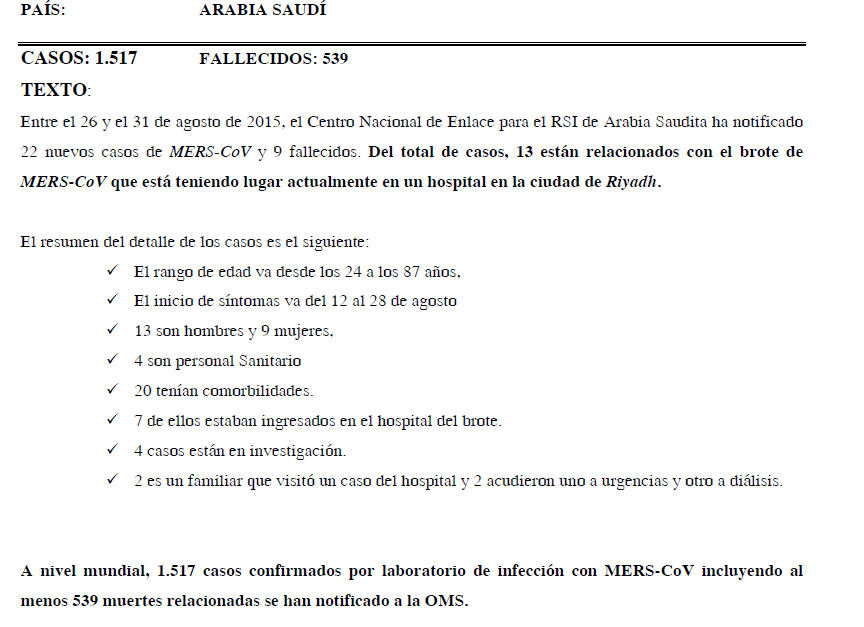 PAÍS: ARABIA SAUDÍ
CASOS: 1.517 FALLECIDOS: 539
TEXTO:
Entre el 26 y el 31 de agosto de 2015, el Centro Nacional de Enlace para el RSI de Arabia Saudita ha notificado
22 nuevos casos de MERS-CoV y 9 fallecidos. Del total de casos, 13 están relacionados con el brote de
MERS-CoV que está teniendo lugar actualmente en un hospital en la ciudad de Riyadh.
El resumen del detalle de los casos es el siguiente:
✓ El rango de edad va desde los 24 a los 87 años,
✓ El inicio de síntomas va del 12 al 28 de agosto
✓ 13 son hombres y 9 mujeres,
✓ 4 son personal Sanitario
✓ 20 tenían comorbilidades.
✓ 7 de ellos estaban ingresados en el hospital del brote.
✓ 4 casos están en investigación.
✓ 2 es un familiar que visitó un caso del hospital y 2 acudieron uno a urgencias y otro a diálisis.
A nivel mundial, 1.517 casos confirmados por laboratorio de infección con MERS-CoV incluyendo al
menos 539 muertes relacionadas se han notificado a la OMS.